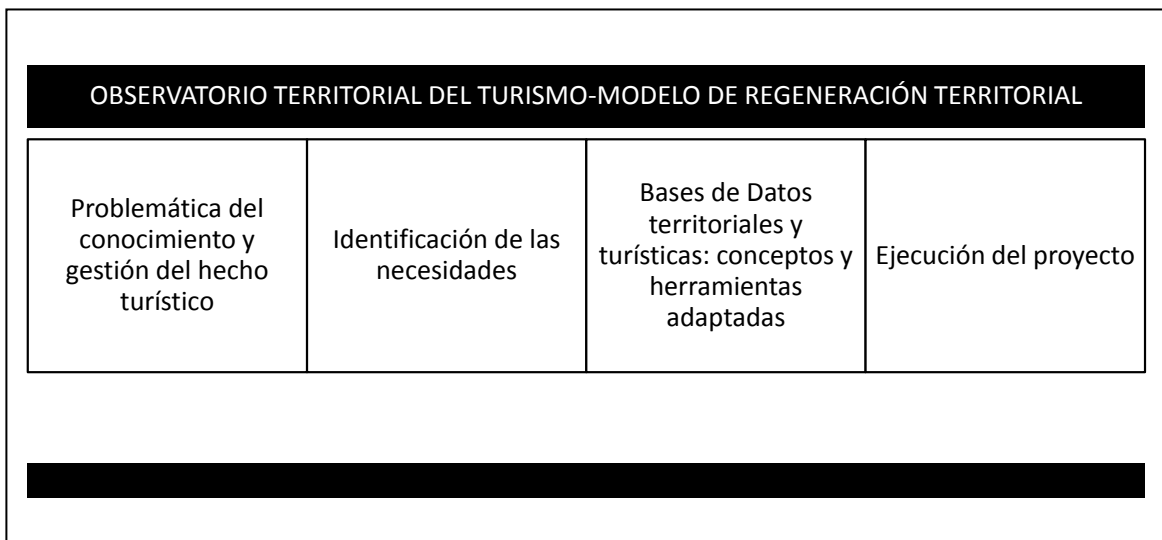 OBSERVATORIO TERRITORIAL DEL TURISMO-MODELO DE REGENERACIÓN TERRITORIAL
Problemática del
conocimiento y
gestión del hecho
turístico
Identificación de las
necesidades
Bases de Datos
territoriales y
turísticas: conceptos y
herramientas
adaptadas
Ejecución del proyecto